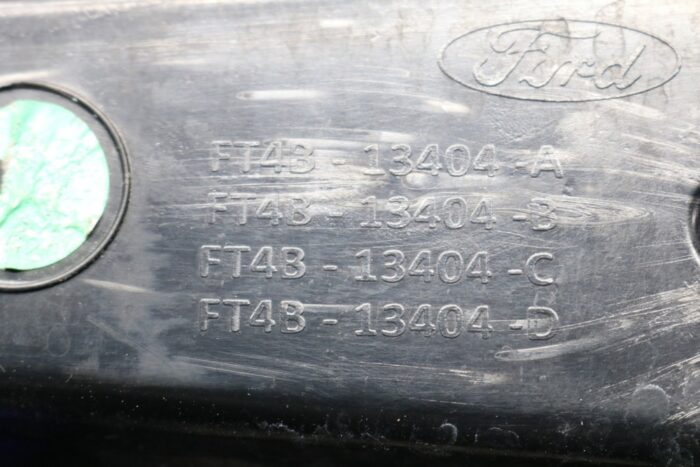 Ford
FT4B - 13404 -A
FT4B - 13404 -B
FT4B - 13404 -C
FT4B - 13404 -D